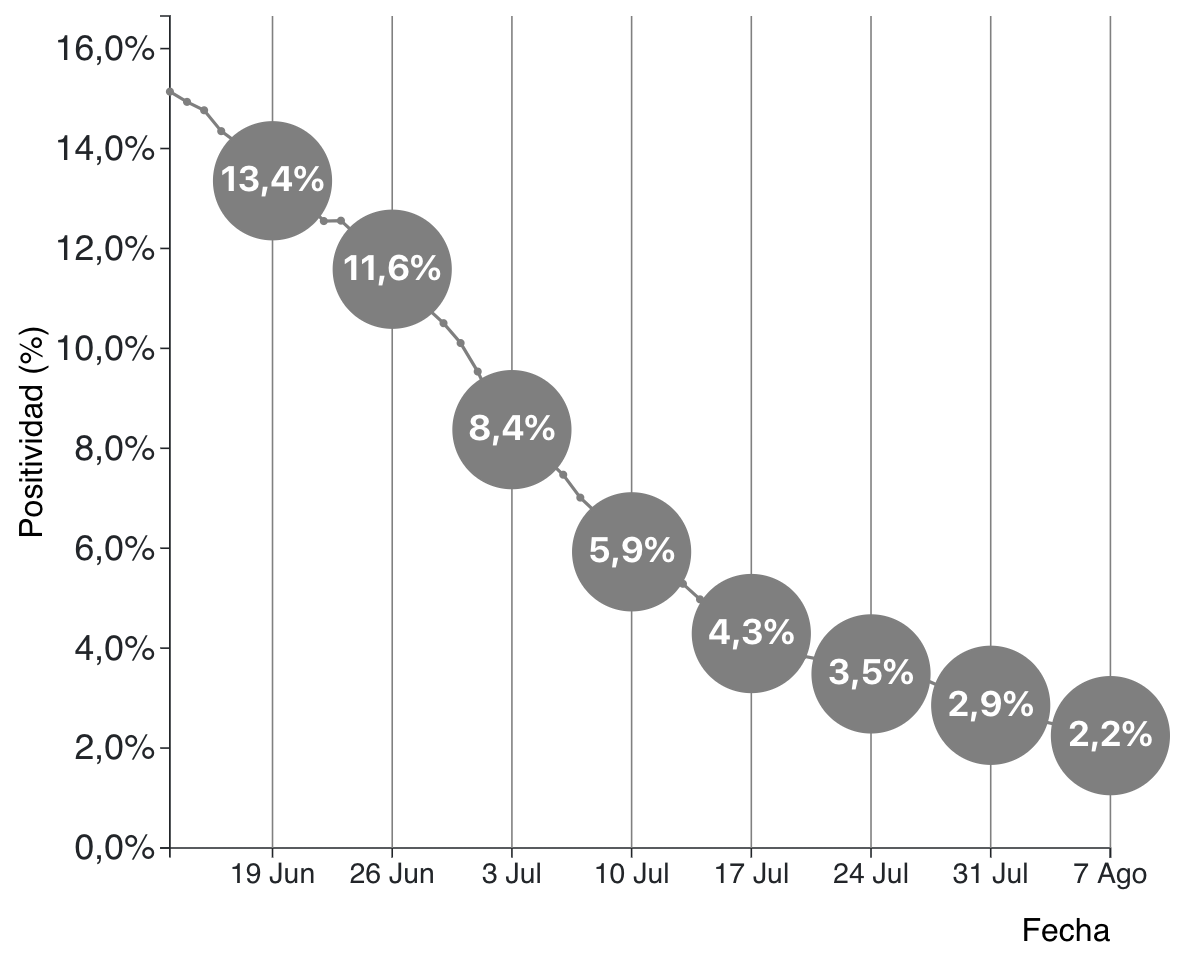 16,0%
14,0%
12,0%
10,0%
8,0%
6,0%
4,0%
2,0%
0,0%
Positividad (%)
13,4%
11,6%
8,4%
5,9%
4,3%
3,5%
2,9%
2,2%
19 Jun
26 Jun
3 Jul
10 Jul
17 Jul
24 Jul
31 Jul
7 Ago
Fecha